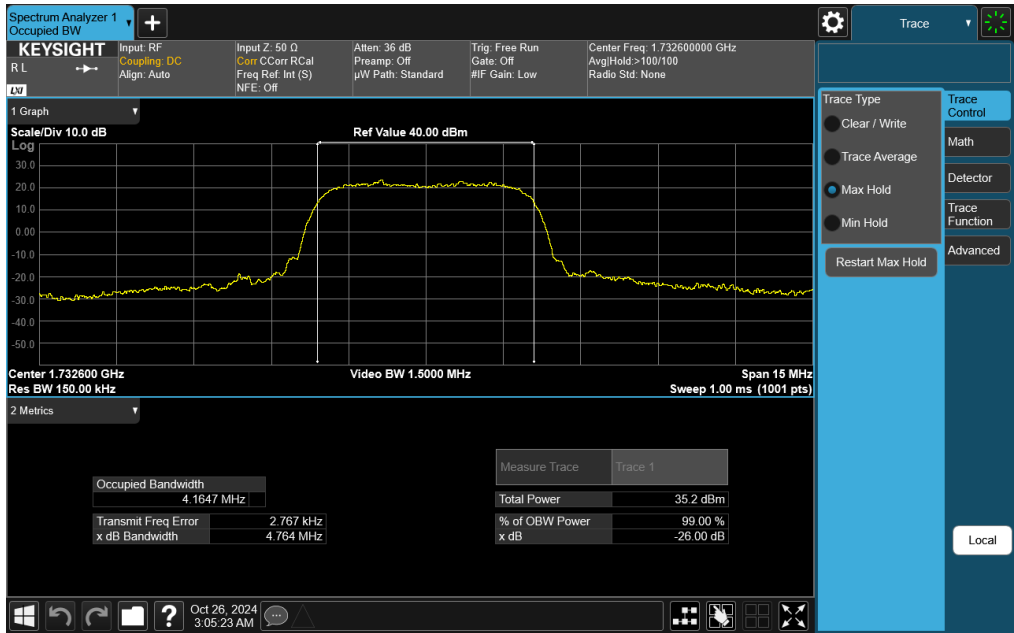 Spectrum Analyzer 1
Occupied BW
Trace
KEYSIGHT
R L
LXI
Input: RF
Coupling: DC
Align: Auto
Input Z: 50 Ω
Corr CCorr RCal
Freq Ref: Int (S)
NFE: Off
Atten: 36 dB
Preamp: Off
µW Path: Standard
Trig: Free Run
Gate: Off
#IF Gain: Low
Center Freq: 1.732600000 GHz
Avg|Hold:>100/100
Radio Std: None
1 Graph
Scale/Div 10.0 dB
Ref Value 40.00 dBm
Log
30.0
20.0
10.0
0.00
-10.0
-20.0
-30.0
-40.0
-50.0
Center 1.732600 GHz
Video BW 1.5000 MHz
Span 15 MHz
Res BW 150.00 kHz
Sweep 1.00 ms (1001 pts)
2 Metrics
Measure Trace
Trace 1
Occupied Bandwidth
4.1647 MHz
Total Power
35.2 dBm
Transmit Freq Error
2.767 kHz
% of OBW Power
99.00 %
x dB Bandwidth
4.764 MHz
x dB
-26.00 dB
Trace Type
Clear / Write
Trace Average
Max Hold
Min Hold
Restart Max Hold
Trace
Control
Math
Detector
Trace
Function
Advanced
Local
?
Oct 26, 2024
3:05:23 AM